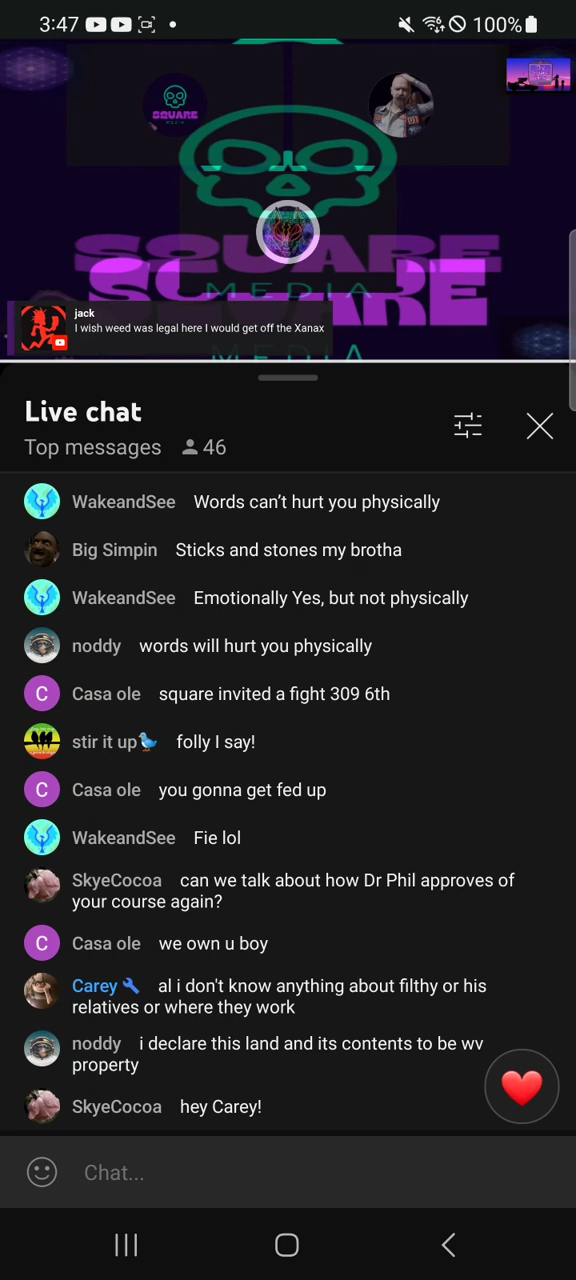 3:47
100%
SQUARE
MEDIA
SQUARE
MEDIA
SQUARE
MEDIA
jack
I wish weed was legal here I would get off the Xanax
Live chat
Top messages 46
WakeandSee Words can’t hurt you physically
Big Simpin Sticks and stones my brotha
WakeandSee Emotionally Yes, but not physically
noddy words will hurt you physically
C Casa ole square invited a fight 309 6th
stir it up🐦 folly I say!
C Casa ole you gonna get fed up
WakeandSee Fie lol
SkyeCocoa can we talk about how Dr Phil approves of
your course again?
C Casa ole we own u boy
Carey al i don't know anything about filthy or his
relatives or where they work
noddy i declare this land and its contents to be wv
property
SkyeCocoa hey Carey!
Chat...